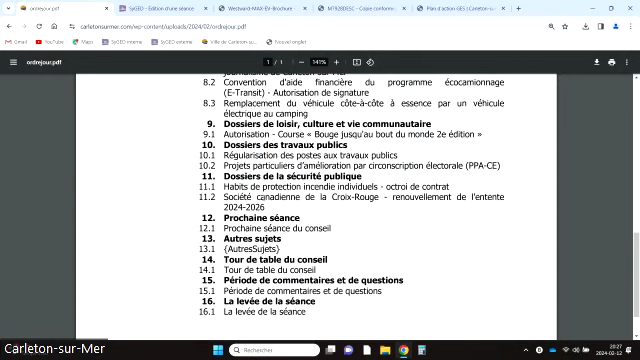 ordrejour.pdf
SyGED - Édition d'une séance
Westward-MAX-EV-Brochure
NT928DESC - Copie conform
Plan d'action GES | Carleton-s
carletonsurmer.com/wp-content/uploads/2024/02/ordrejour.pdf
Gmail
YouTube
Maps
SyGED interne
SyGED externe
Ville de Carleton-su
Nouvel onglet
ordrejour.pdf
1 / 1
141%
journalisme de Carleton-sur-Mer
8.2 Convention d'aide financière du programme écocamionnage
(E-Transit) - Autorisation de signature
8.3 Remplacement du véhicule côte-à-côte à essence par un véhicule
électrique au camping
9. Dossiers de loisir, culture et vie communautaire
9.1 Autorisation - Course « Bouge jusqu'au bout du monde 2e édition »
10. Dossiers des travaux publics
10.1 Régularisation des postes aux travaux publics
10.2 Projets particuliers d'amélioration par circonscription électorale (PPA-CE)
11. Dossiers de la sécurité publique
11.1 Habits de protection incendie individuels - octroi de contrat
11.2 Société canadienne de la Croix-Rouge - renouvellement de l'entente
2024-2026
12. Prochaine séance
12.1 Prochaine séance du conseil
13. Autres sujets
13.1 {AutresSujets}
14. Tour de table du conseil
14.1 Tour de table du conseil
15. Période de commentaires et de questions
15.1 Période de commentaires et de questions
16. La levée de la séance
16.1 La levée de la séance
Carleton-sur-Mer
Rechercher
20:27
2024-02-12